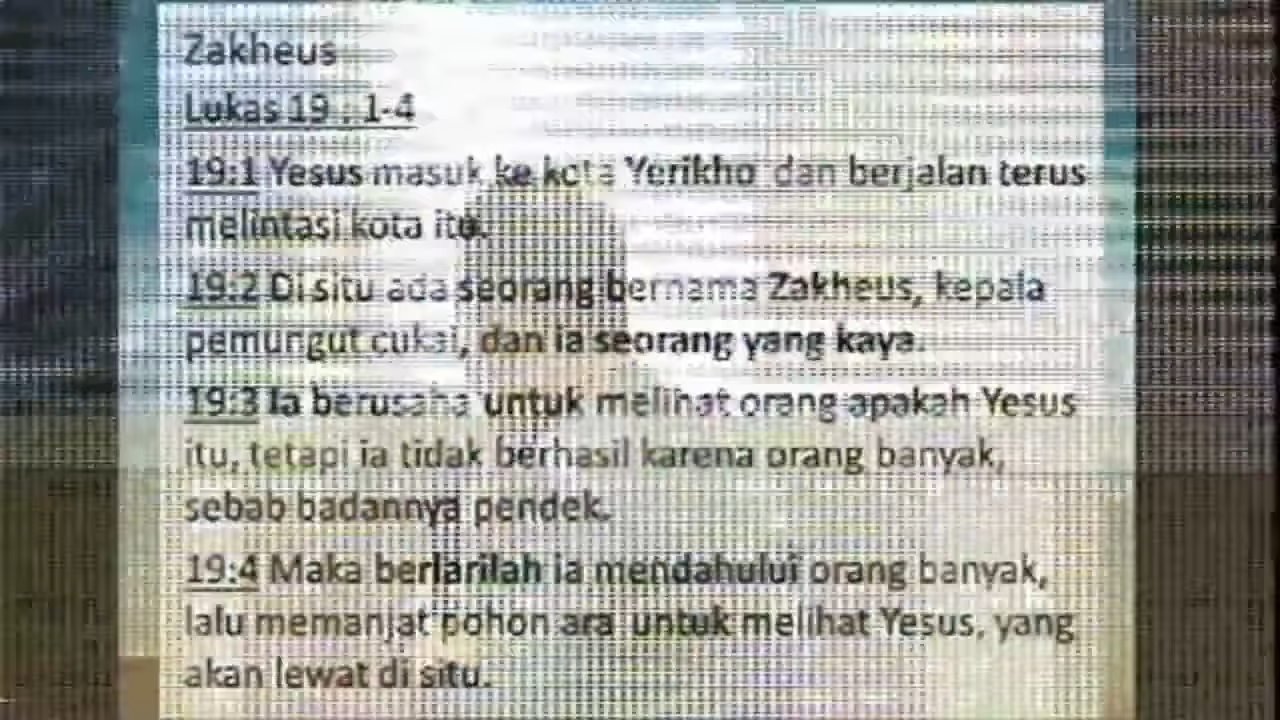 Zakheus
Lukas 19 : 1-4
19:1 Yesus masuk ke kota Yerikho dan berjalan terus
melintasi kota itu.
19:2 Di situ ada seorang bernama Zakheus, kepala
pemungut cukai, dan ia seorang yang kaya.
19:3 Ia berusaha untuk melihat orang apakah Yesus
itu, tetapi ia tidak berhasil karena orang banyak,
sebab badannya pendek.
19:4 Maka berlarilah ia mendahului orang banyak,
lalu memanjat pohon ara untuk melihat Yesus, yang
akan lewat di situ.